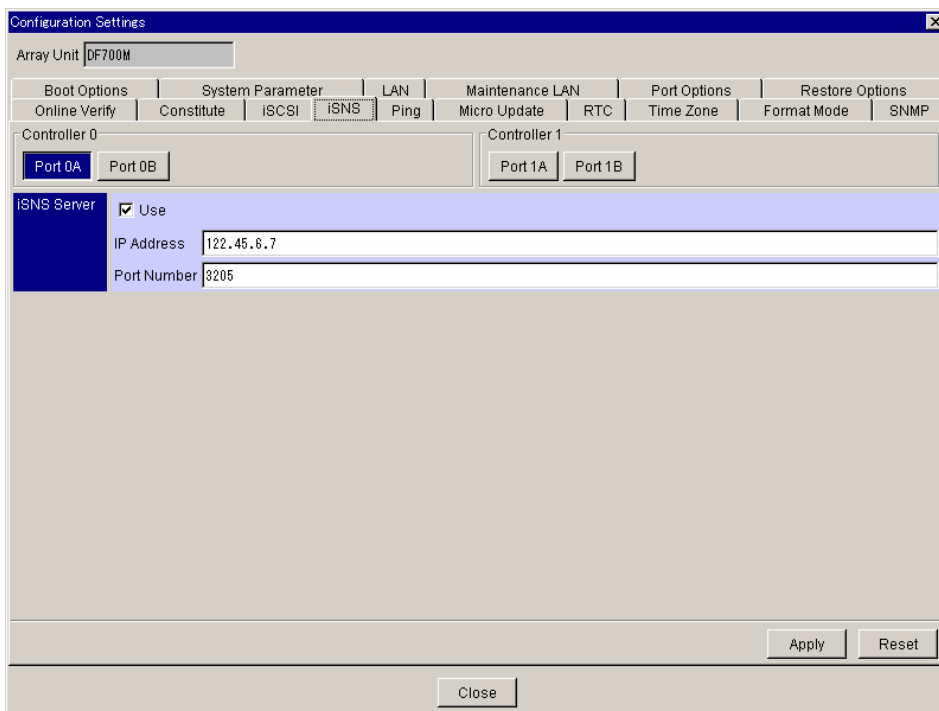 Configuration Settings
Array Unit DF700M
Boot Options System Parameter LAN Maintenance LAN Port Options Restore Options
Online Verify Constitute iSCSI iSNS Ping Micro Update RTC Time Zone Format Mode SNMP
Controller 0 Controller 1
Port 0A Port 0B Port 1A Port 1B
iSNS Server Use
IP Address 122.45.6.7
Port Number 3205
Apply Reset
Close